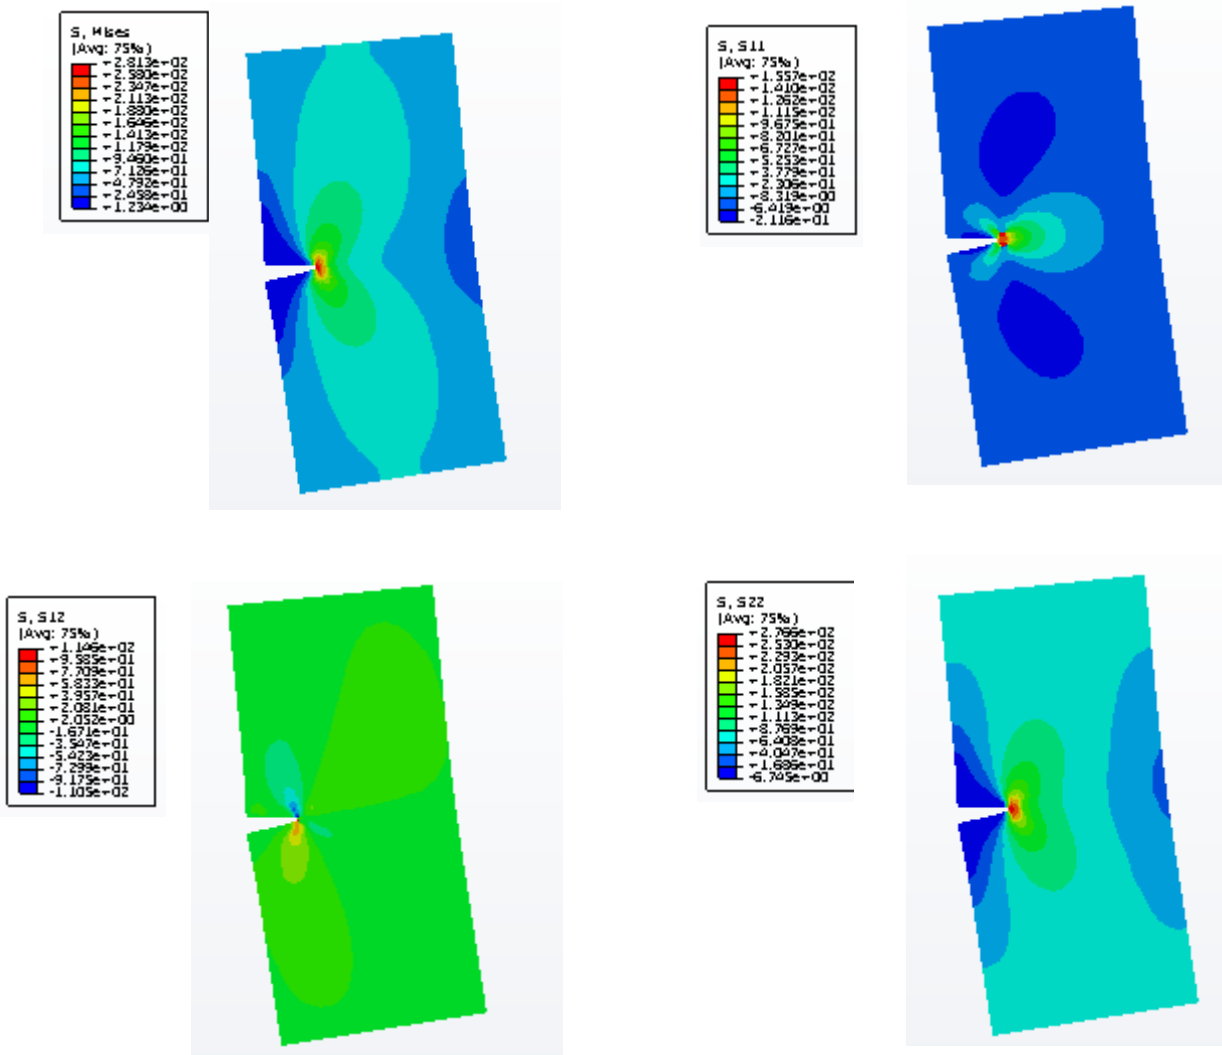 S, Mises
(Avg: 75%)
+2.813e+02
+2.580e+02
+2.347e+02
+2.113e+02
+1.880e+02
+1.646e+02
+1.413e+02
+1.179e+02
+9.460e+01
+7.126e+01
+4.792e+01
+2.458e+01
+1.234e+00
S, S11
(Avg: 75%)
+1.557e+02
+1.410e+02
+1.262e+02
+1.115e+02
+9.675e+01
+8.201e+01
+6.727e+01
+5.253e+01
+3.779e+01
+2.306e+01
+8.319e+00
-6.419e+00
-2.116e+01
S, S12
(Avg: 75%)
+1.146e+02
+9.585e+01
+7.709e+01
+5.833e+01
+3.957e+01
+2.081e+01
+2.052e+00
-1.671e+01
-3.547e+01
-5.423e+01
-7.299e+01
-9.175e+01
-1.105e+02
S, S22
(Avg: 75%)
+2.766e+02
+2.530e+02
+2.293e+02
+2.057e+02
+1.821e+02
+1.585e+02
+1.349e+02
+1.113e+02
+8.769e+01
+6.408e+01
+4.047e+01
+1.686e+01
-6.745e+00